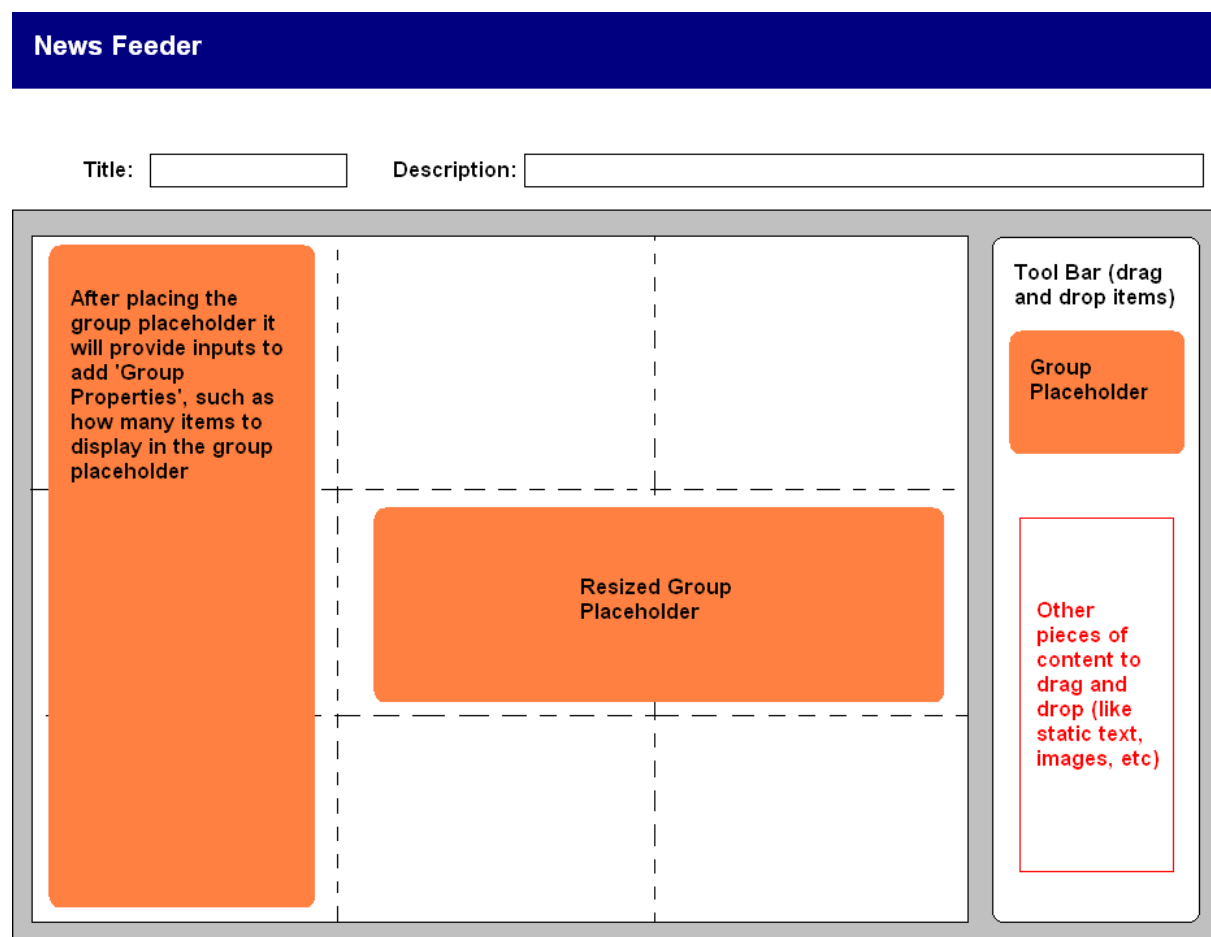 News Feeder
Title:
Description:
After placing the
group placeholder it
will provide inputs to
add 'Group
Properties', such as
how many items to
display in the group
placeholder
Resized Group
Placeholder
Tool Bar (drag
and drop items)
Group
Placeholder
Other
pieces of
content to
drag and
drop (like
static text,
images, etc)